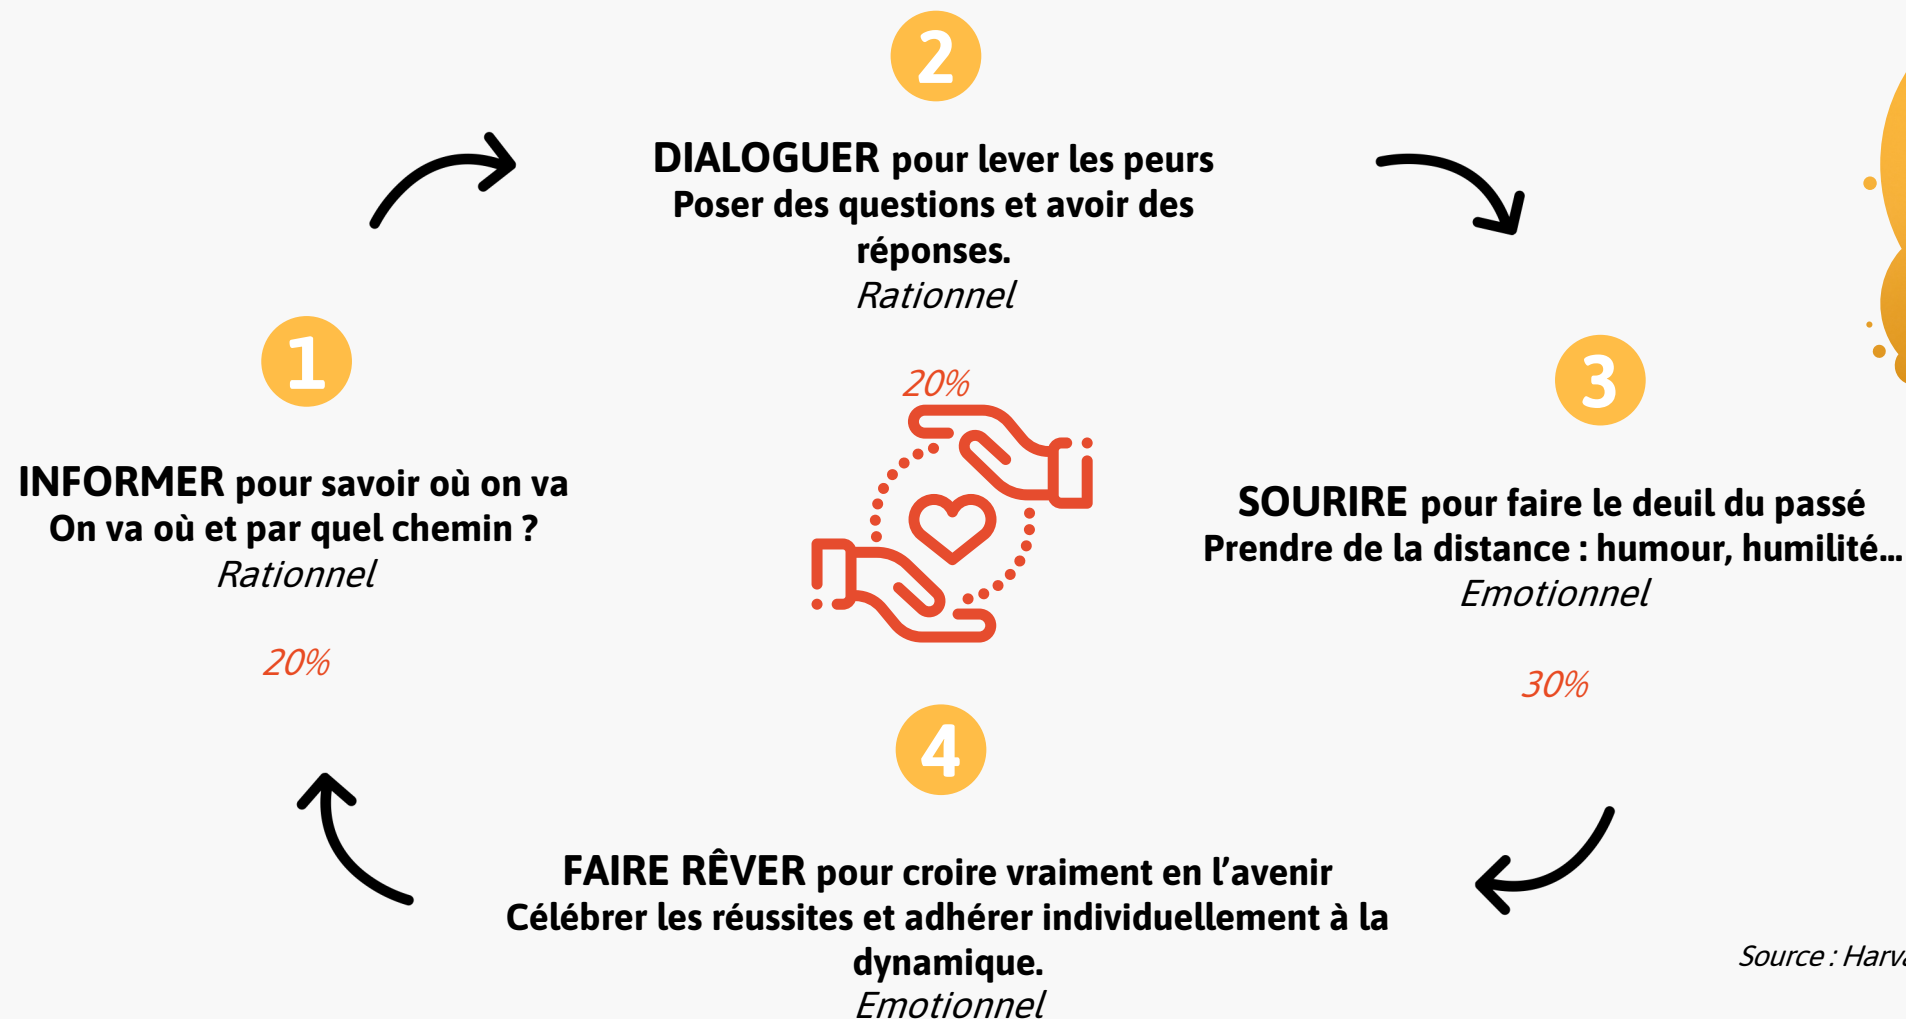 1
INFORMER pour savoir où on va
On va où et par quel chemin ?
Rationnel
20%
2
DIALOGUER pour lever les peurs
Poser des questions et avoir des
réponses.
Rationnel
20%
3
SOURIRE pour faire le deuil du passé
Prendre de la distance : humour, humilité...
Emotionnel
30%
4
FAIRE RÊVER pour croire vraiment en l’avenir
Célébrer les réussites et adhérer individuellement à la
dynamique.
Emotionnel
Source : Harva